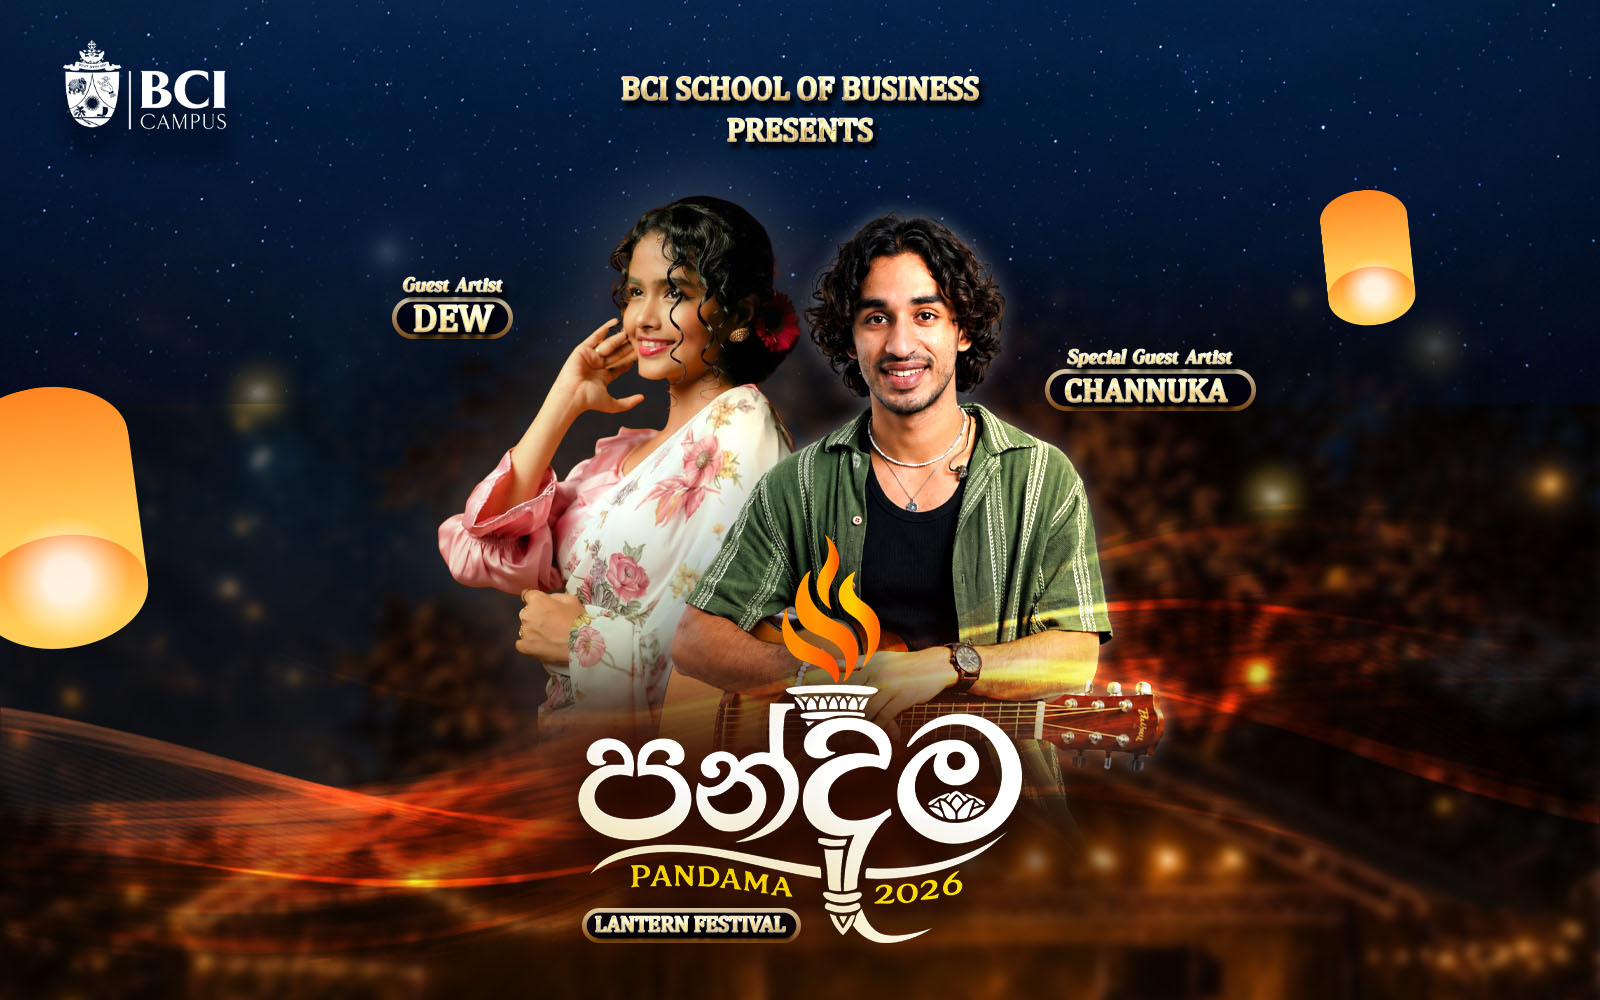 BCI
CAMPUS
BCI SCHOOL OF BUSINESS
PRESENTS
Guest Artist
DEW
Special Guest Artist
CHANNUKA
පන්දම
PANDAMA 2026
LANTERN FESTIVAL